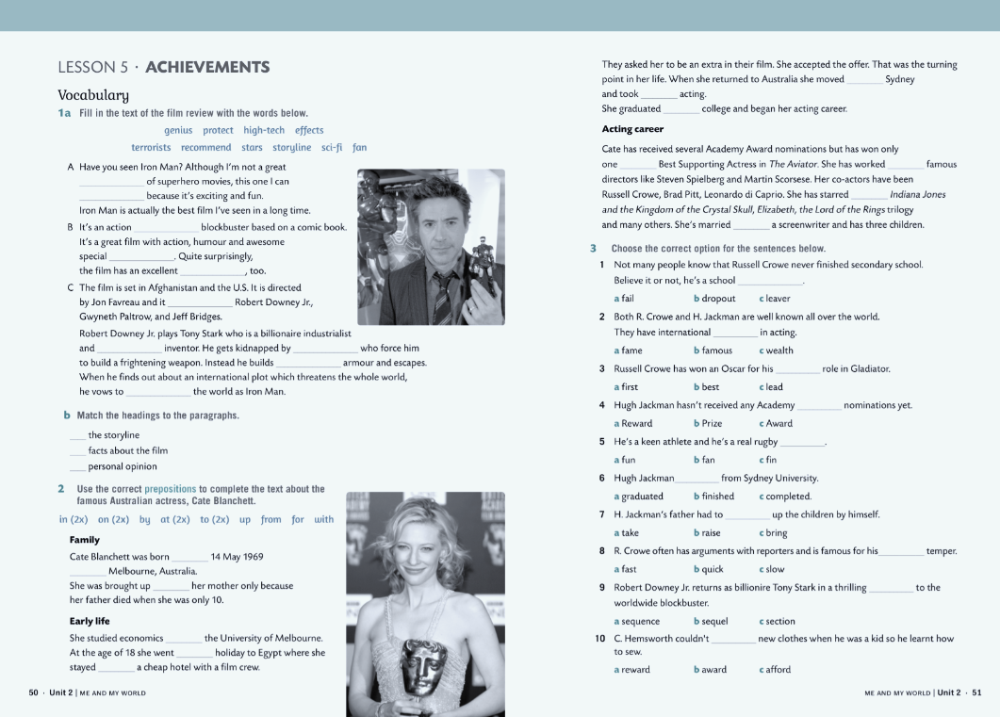 LESSON 5 · ACHIEVEMENTS
Vocabulary
1a Fill in the text of the film review with the words below.
genius protect high-tech effects
terrorists recommend stars storyline sci-fi fan
A Have you seen Iron Man? Although I'm not a great
____________ of superhero movies, this one I can
____________ because it's exciting and fun.
Iron Man is actually the best film I've seen in a long time.
B It's an action ____________ blockbuster based on a comic book.
It's a great film with action, humour and awesome
special ____________. Quite surprisingly,
the film has an excellent ____________, too.
C The film is set in Afghanistan and the U.S. It is directed
by Jon Favreau and it ____________ Robert Downey Jr.,
Gwyneth Paltrow, and Jeff Bridges.
Robert Downey Jr. plays Tony Stark who is a billionaire industrialist
and ____________ inventor. He gets kidnapped by ____________ who force him
to build a frightening weapon. Instead he builds ____________ armour and escapes.
When he finds out about an international plot which threatens the whole world,
he vows to ____________ the world as Iron Man.
b Match the headings to the paragraphs.
___ the storyline
___ facts about the film
___ personal opinion
2 Use the correct prepositions to complete the text about the
famous Australian actress, Cate Blanchett.
in (2x) on (2x) by at (2x) to (2x) up from for with
Family
Cate Blanchett was born _______ 14 May 1969
_______ Melbourne, Australia.
She was brought up _______ her mother only because
her father died when she was only 10.
Early life
She studied economics _______ the University of Melbourne.
At the age of 18 she went _______ holiday to Egypt where she
stayed _______ a cheap hotel with a film crew.
50 · Unit 2 | ME AND MY WORLD
They asked her to be an extra in their film. She accepted the offer. That was the turning
point in her life. When she returned to Australia she moved _______ Sydney
and took _______ acting.
She graduated _______ college and began her acting career.
Acting career
Cate has received several Academy Award nominations but has won only
one _______ Best Supporting Actress in The Aviator. She has worked _______ famous
directors like Steven Spielberg and Martin Scorsese. Her co-actors have been
Russell Crowe, Brad Pitt, Leonardo di Caprio. She has starred _______ Indiana Jones
and the Kingdom of the Crystal Skull, Elizabeth, the Lord of the Rings trilogy
and many others. She's married _______ a screenwriter and has three children.
3 Choose the correct option for the sentences below.
1 Not many people know that Russell Crowe never finished secondary school.
Believe it or not, he's a school ____________.
a fail b dropout c leaver
2 Both R. Crowe and H. Jackman are well known all over the world.
They have international ________ in acting.
a fame b famous c wealth
3 Russell Crowe has won an Oscar for his ________ role in Gladiator.
a first b best c lead
4 Hugh Jackman hasn't received any Academy ________ nominations yet.
a Reward b Prize c Award
5 He's a keen athlete and he's a real rugby ________.
a fun b fan c fin
6 Hugh Jackman________ from Sydney University.
a graduated b finished c completed.
7 H. Jackman's father had to ________ up the children by himself.
a take b raise c bring
8 R. Crowe often has arguments with reporters and is famous for his________ temper.
a fast b quick c slow
9 Robert Downey Jr. returns as billionire Tony Stark in a thrilling ________ to the
worldwide blockbuster.
a sequence b sequel c section
10 C. Hemsworth couldn't ________ new clothes when he was a kid so he learnt how
to sew.
a reward b award c afford
ME AND MY WORLD | Unit 2 · 51